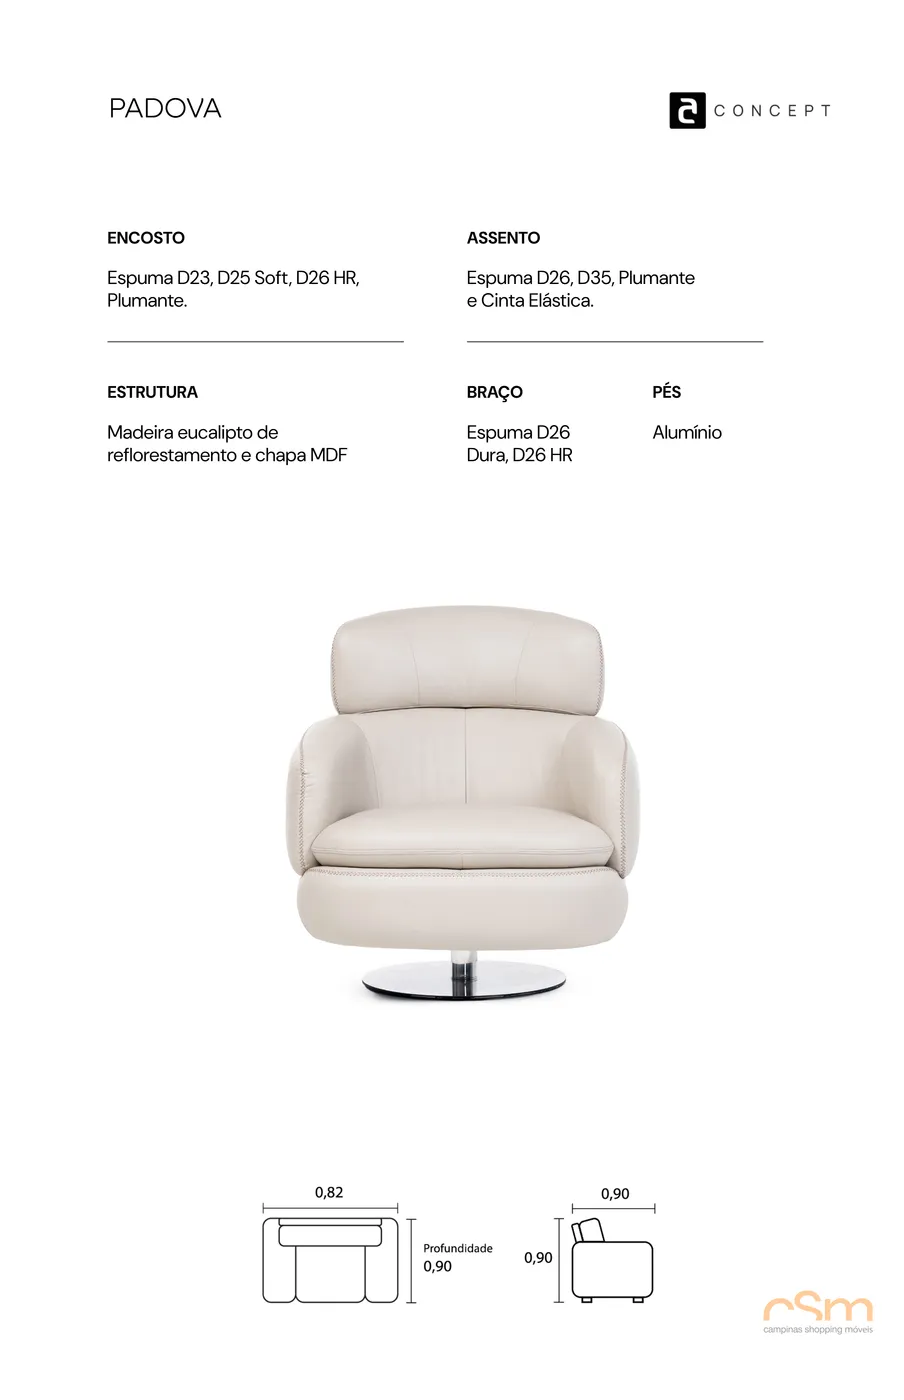 PADOVA
CONCEPT
ENCOSTO
Espuma D23, D25 Soft, D26 HR,
Plumante.
ASSENTO
Espuma D26, D35, Plumante
e Cinta Elástica.
ESTRUTURA
Madeira eucalipto de
reflorestamento e chapa MDF
BRAÇO
Espuma D26
Dura, D26 HR
PÉS
Alumínio
0,82
Profundidade
0,90
0,90
0,90
csm
campinas shopping móveis